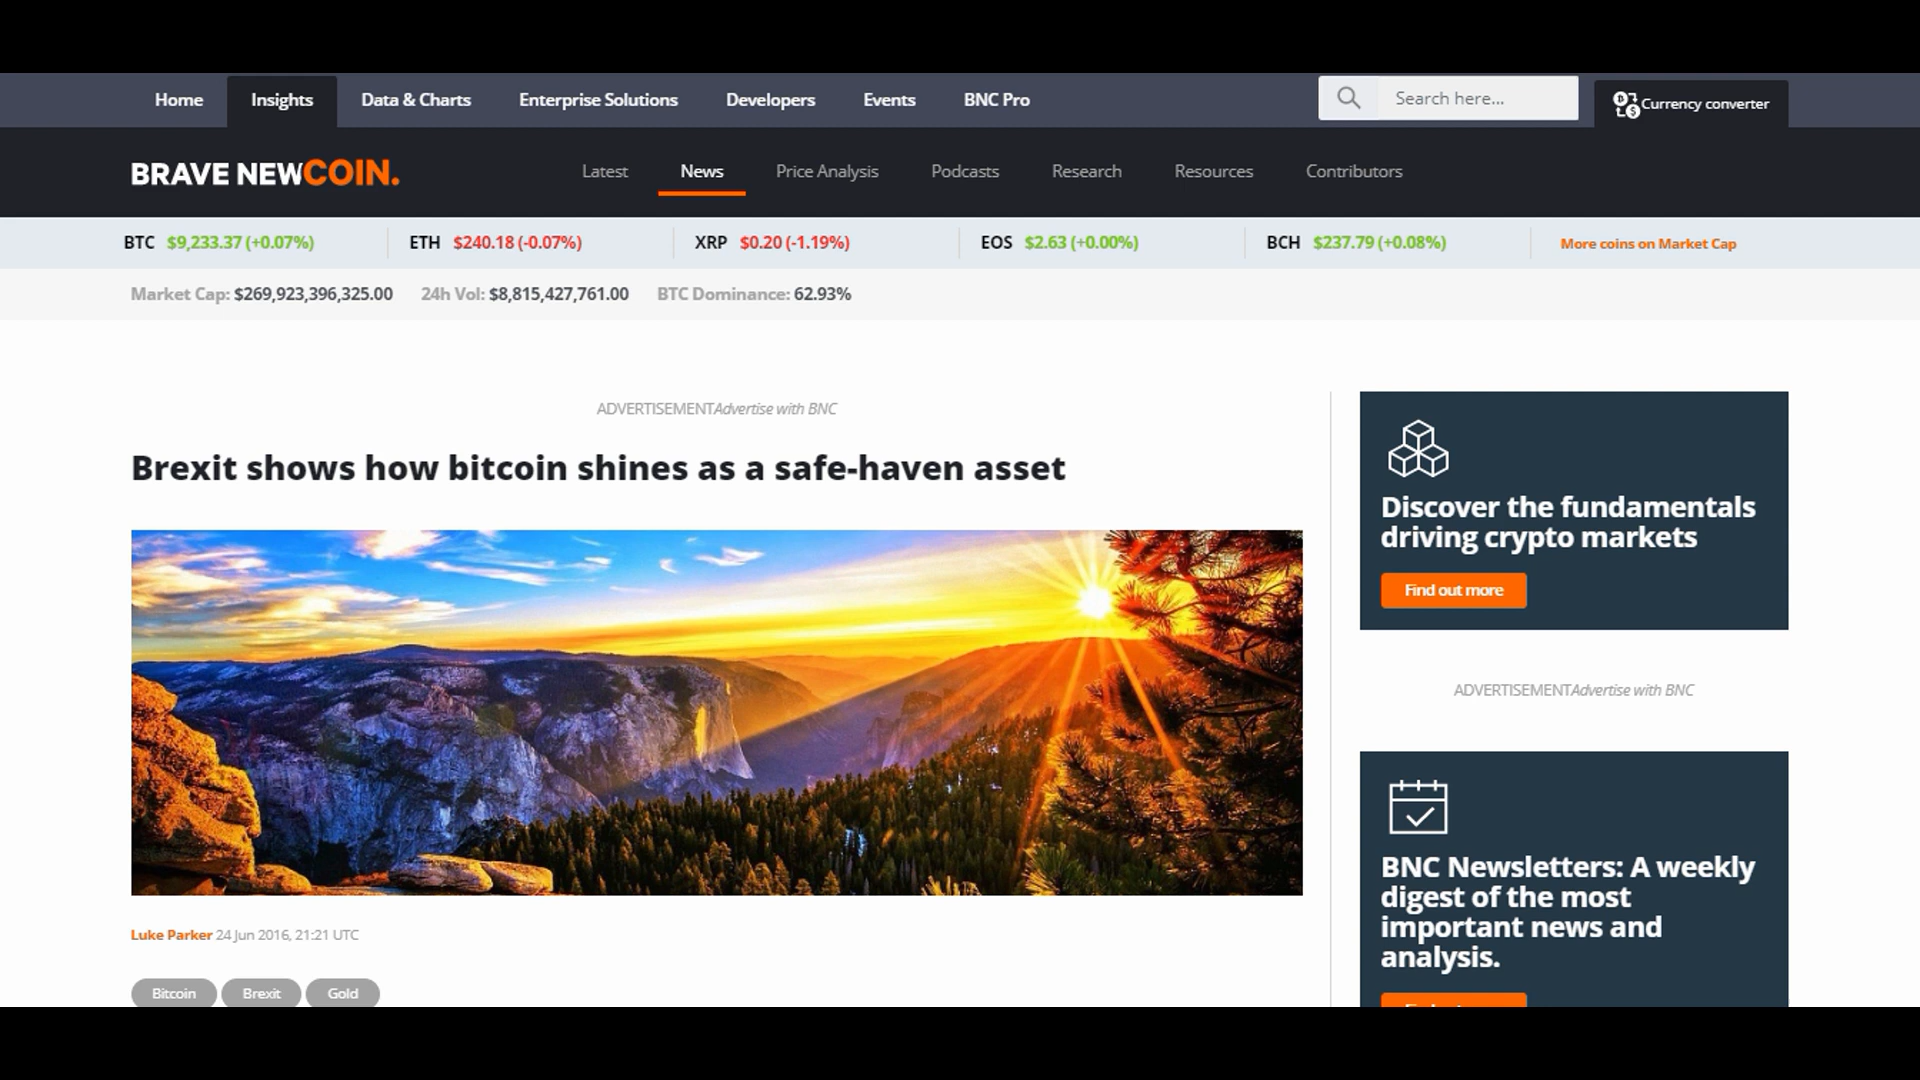 Home Insights Data & Charts Enterprise Solutions Developers Events BNC Pro Search here... Currency converter
BRAVE NEWCOIN. Latest News Price Analysis Podcasts Research Resources Contributors
BTC $9,233.37 (+0.07%) ETH $240.18 (-0.07%) XRP $0.20 (-1.19%) EOS $2.63 (+0.00%) BCH $237.79 (+0.08%) More coins on Market Cap
Market Cap: $269,923,396,325.00 24h Vol: $8,815,427,761.00 BTC Dominance: 62.93%
ADVERTISEMENTAdvertise with BNC
Brexit shows how bitcoin shines as a safe-haven asset
Luke Parker 24 Jun 2016, 21:21 UTC
Bitcoin Brexit Gold
Discover the fundamentals
driving crypto markets
Find out more
ADVERTISEMENTAdvertise with BNC
BNC Newsletters: A weekly
digest of the most
important news and
analysis.